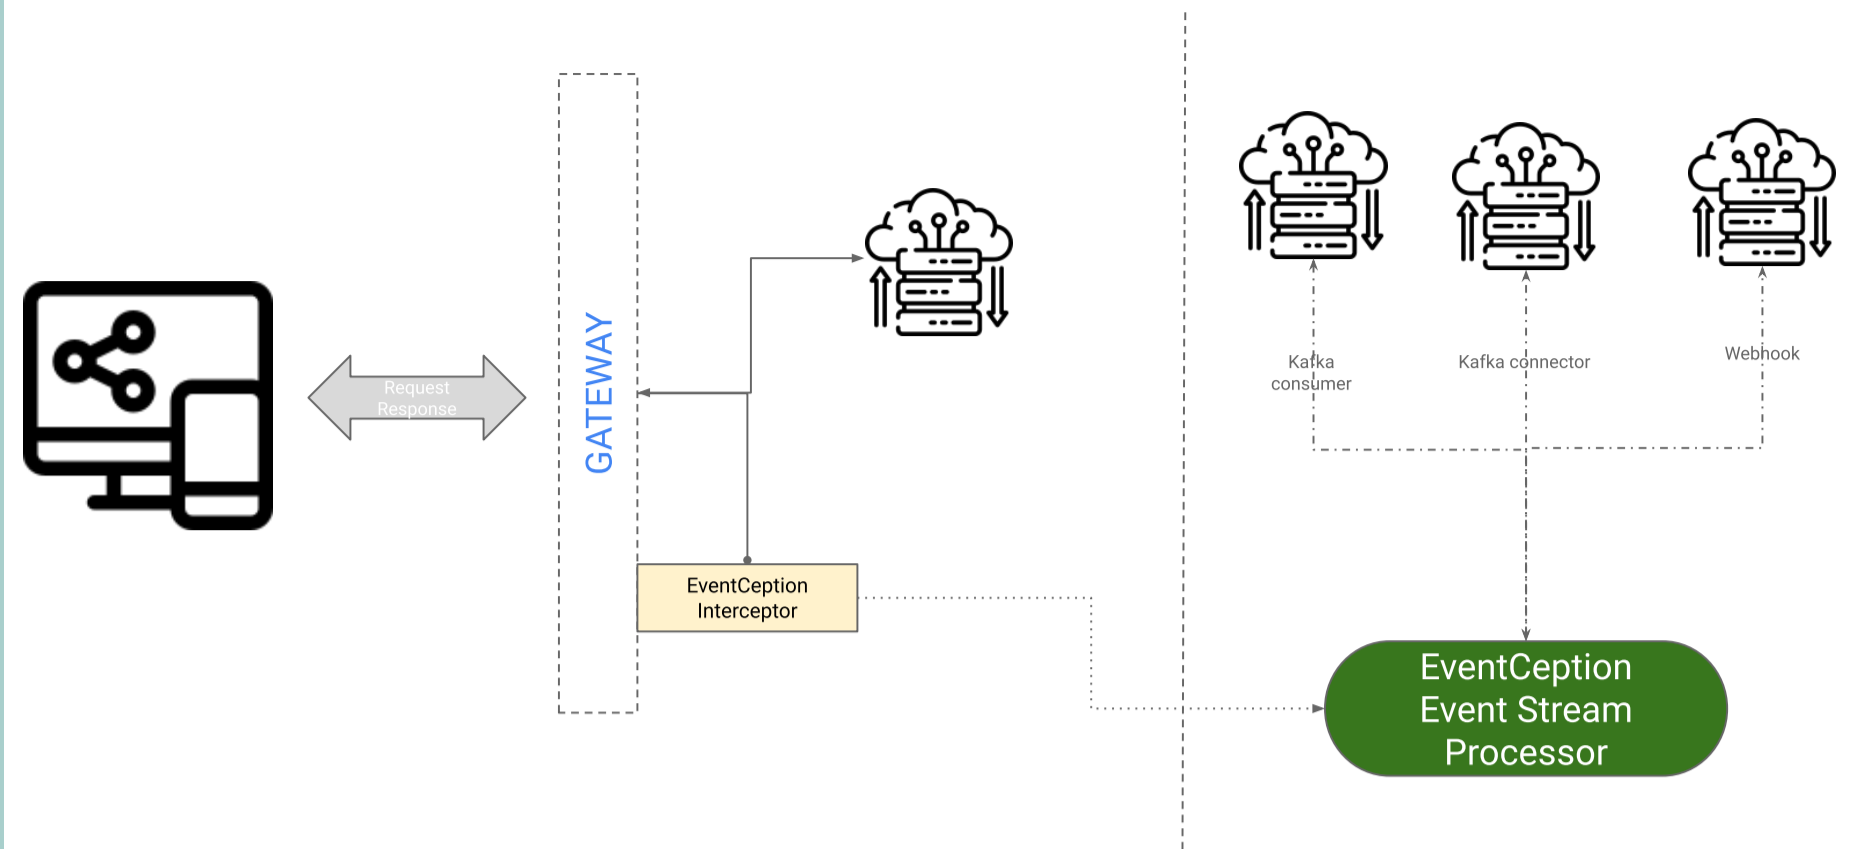 Request
Response
GATEWAY
EventCeption
Interceptor
Kafka
consumer
Kafka connector
Webhook
EventCeption
Event Stream
Processor